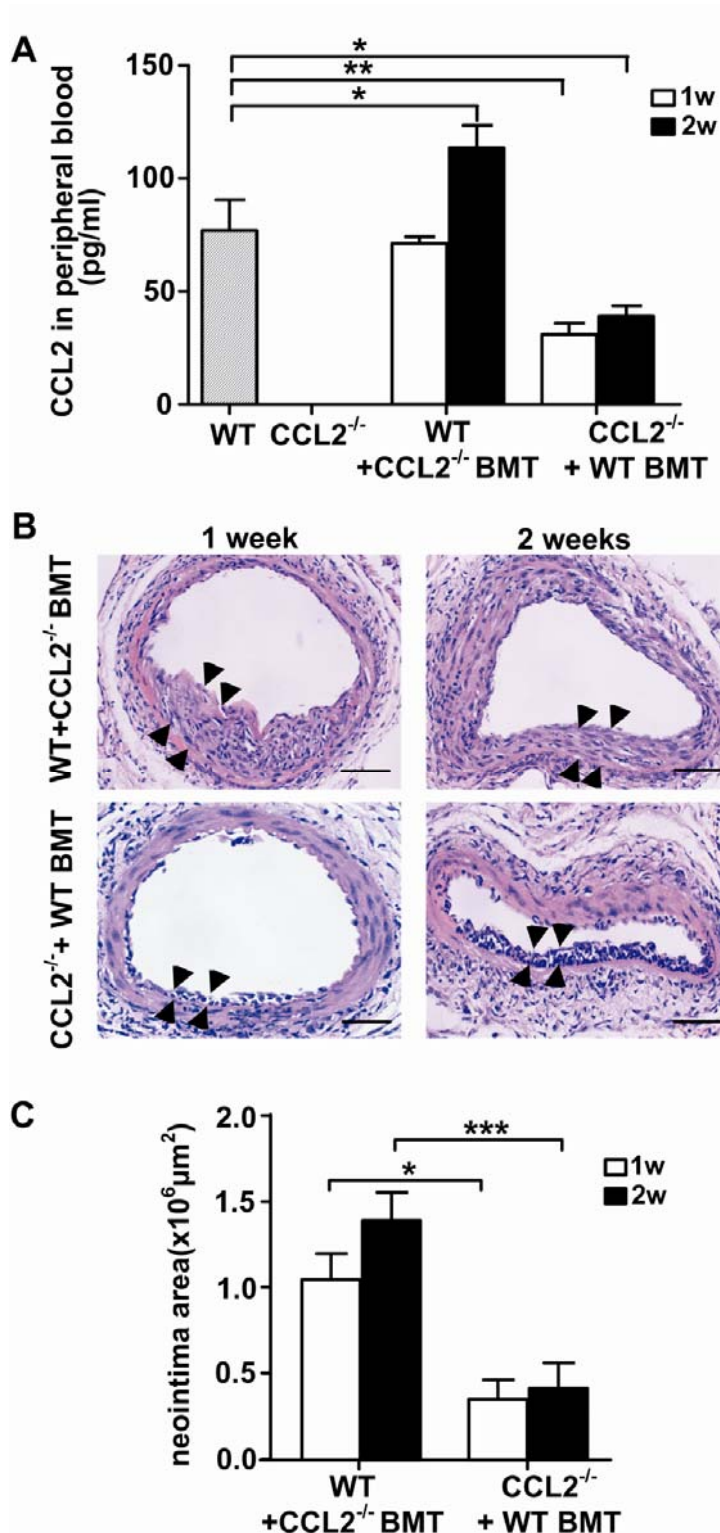 A
CCL2 in peripheral blood
(pg/ml)
150
100
50
0
*
**
*
1w
2w
WT CCL2-/- WT CCL2-/-
+CCL2-/- BMT + WT BMT
B
1 week 2 weeks
WT+CCL2-/- BMT
CCL2-/-+ WT BMT
C
neointima area(x10⁶µm²)
2.0
1.5
1.0
0.5
0.0
*
***
1w
2w
WT CCL2-/-
+CCL2-/- BMT + WT BMT